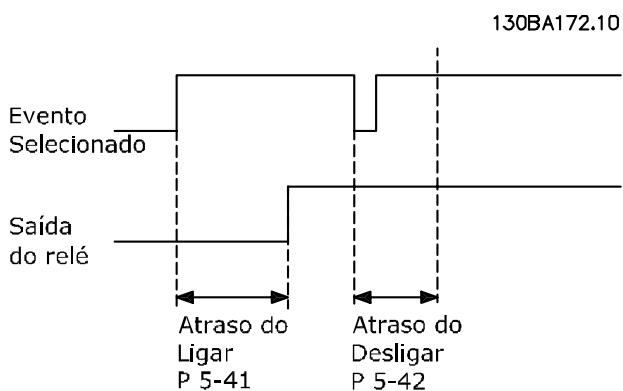 130BA172.10
Evento
Selecionado
Saída
do relé
Atraso do
Ligar
P 5-41
Atraso do
Desligar
P 5-42